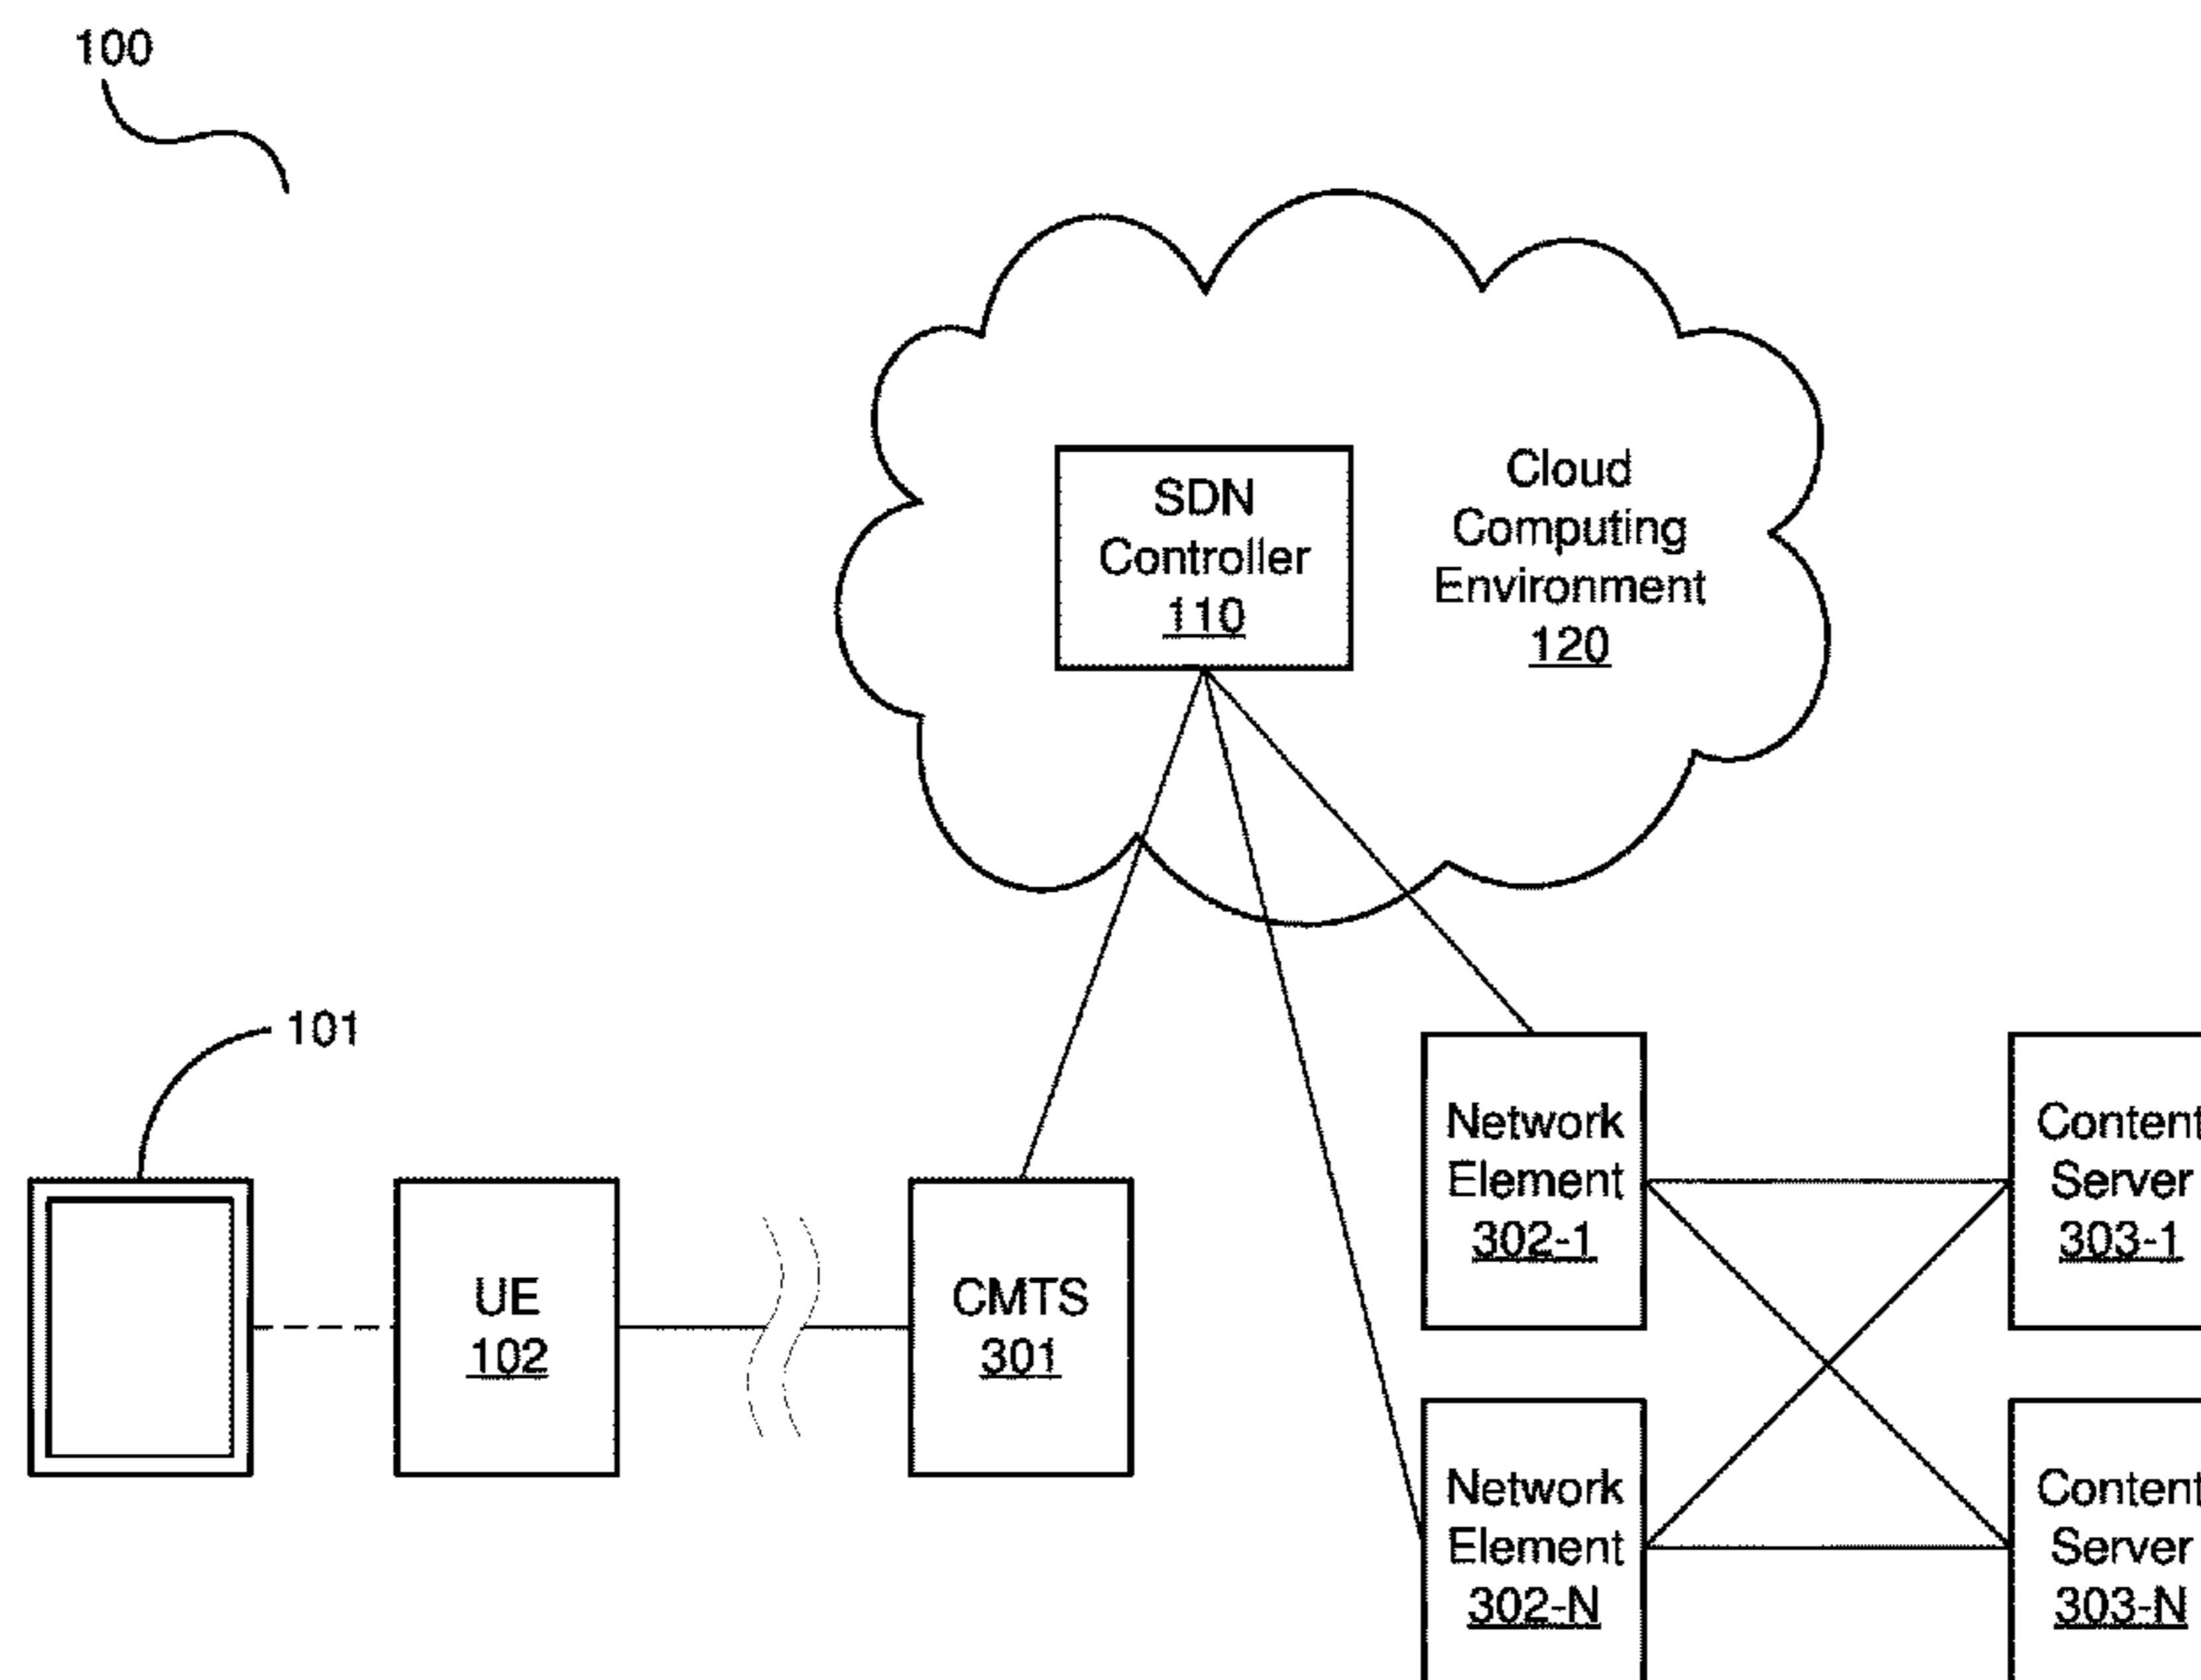 100
SDN
Controller
110
Cloud
Computing
Environment
120
101
UE
102
CMTS
301
Network
Element
302-1
Content
Server
303-1
Network
Element
302-N
Content
Server
303-N